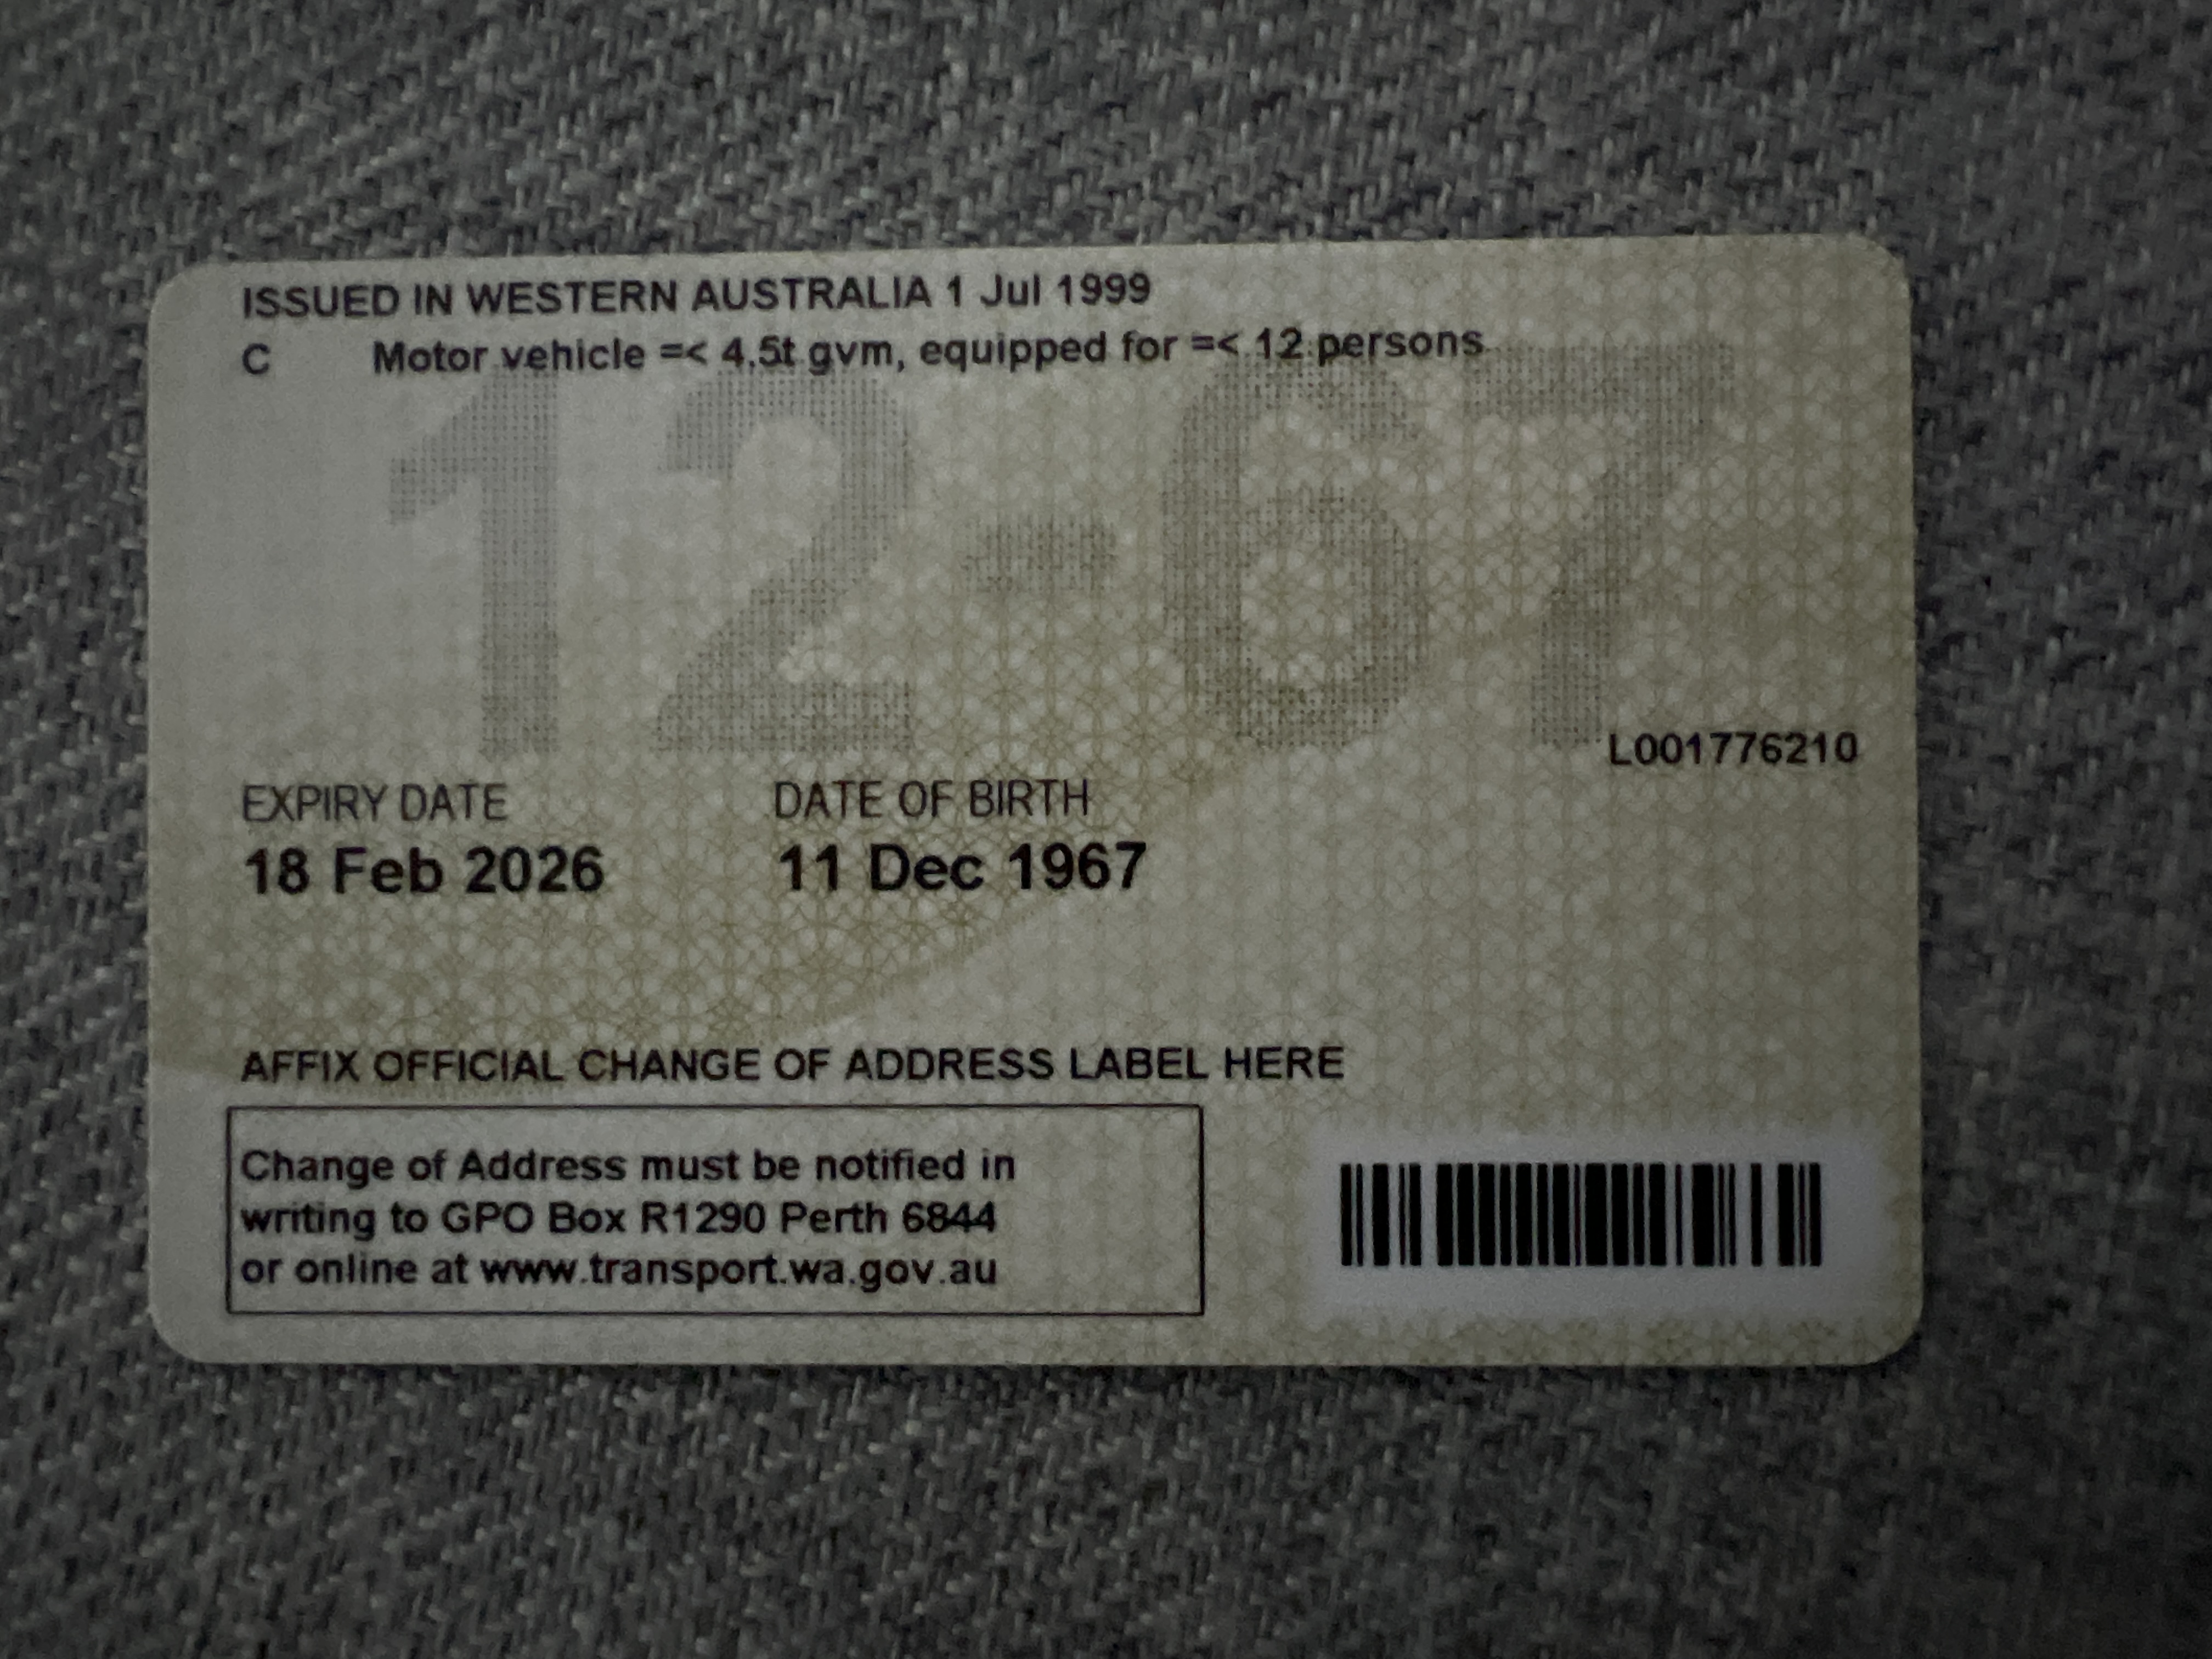 ISSUED IN WESTERN AUSTRALIA 1 Jul 1999
C Motor vehicle =< 4.5t gvm, equipped for =< 12 persons
12.67
L001776210
EXPIRY DATE DATE OF BIRTH
18 Feb 2026 11 Dec 1967
AFFIX OFFICIAL CHANGE OF ADDRESS LABEL HERE
Change of Address must be notified in
writing to GPO Box R1290 Perth 6844
or online at www.transport.wa.gov.au